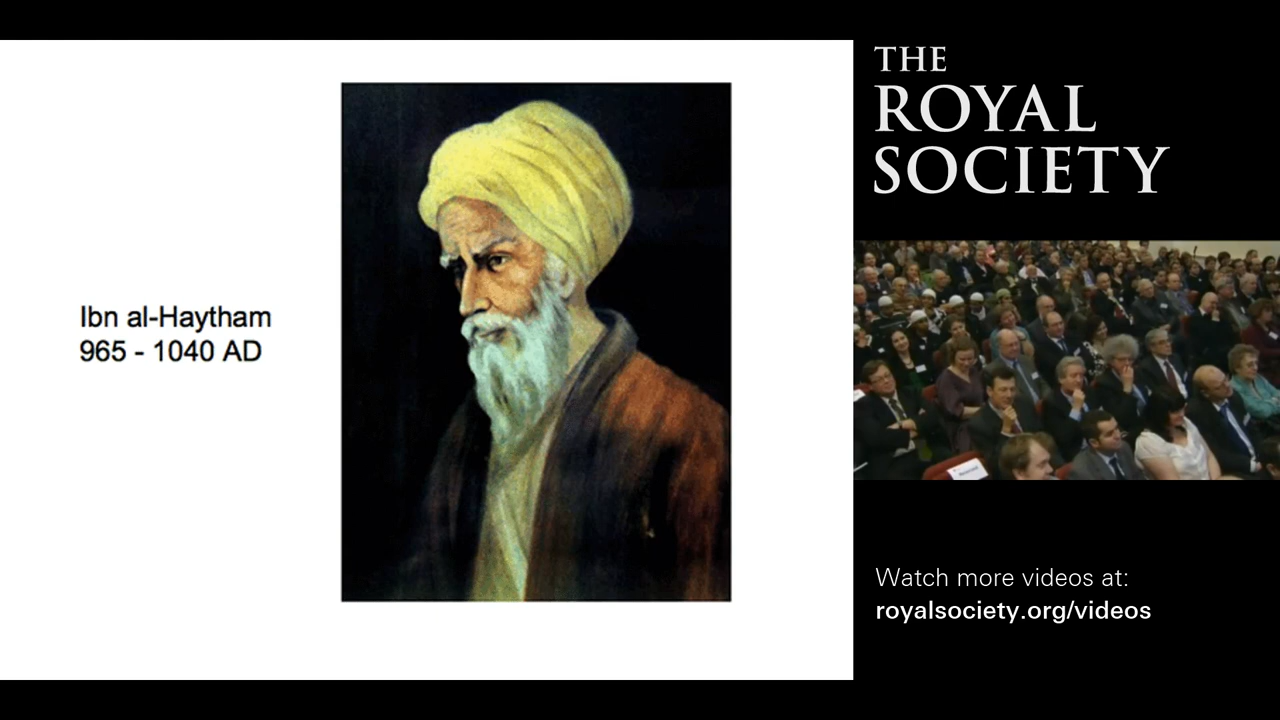 Ibn al-Haytham
965 - 1040 AD
THE
ROYAL
SOCIETY
Watch more videos at:
royalsociety.org/videos